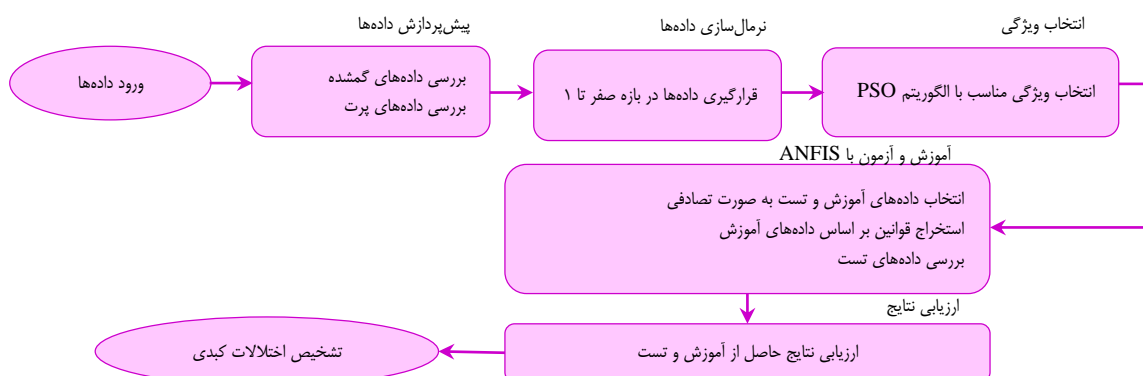 ورود داده‌ها
پیش‌پردازش داده‌ها
بررسی داده‌های گمشده
بررسی داده‌های پرت
نرمال‌سازی داده‌ها
قرارگیری داده‌ها در بازه صفر تا ۱
انتخاب ویژگی
انتخاب ویژگی مناسب با الگوریتم PSO
آموزش و آزمون با ANFIS
انتخاب داده‌های آموزش و تست به صورت تصادفی
استخراج قوانین بر اساس داده‌های آموزش
بررسی داده‌های تست
ارزیابی نتایج
ارزیابی نتایج حاصل از آموزش و تست
تشخیص اختلالات کبدی